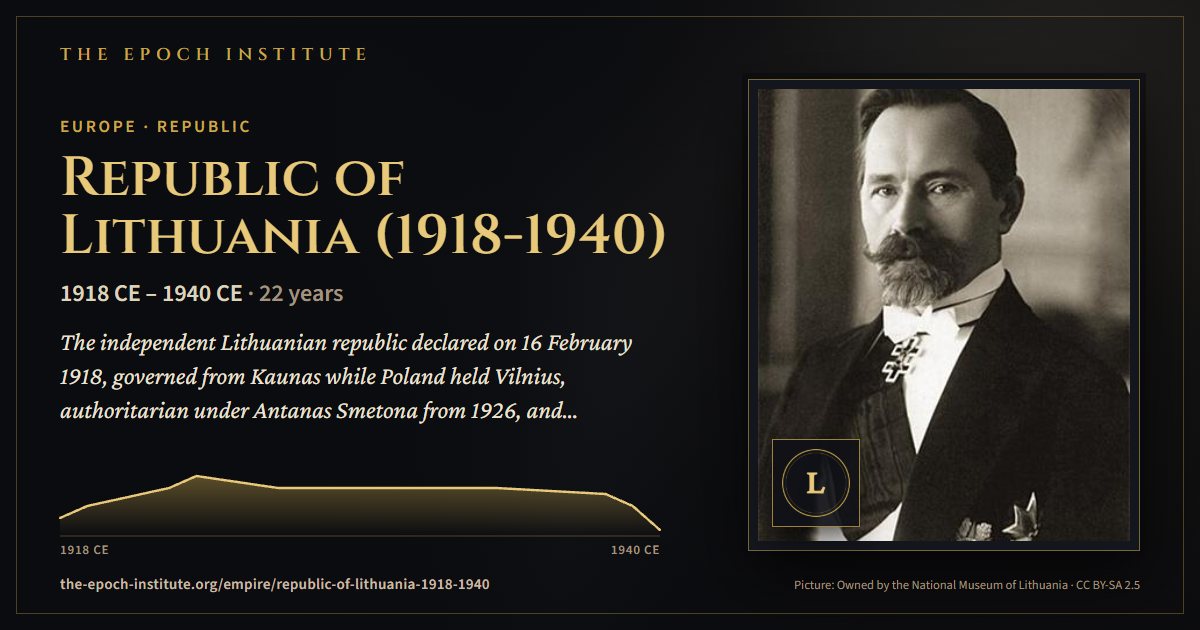 THE EPOCH INSTITUTE
EUROPE · REPUBLIC
REPUBLIC OF
LITHUANIA (1918-1940)
1918 CE – 1940 CE · 22 years
The independent Lithuanian republic declared on 16 February
1918, governed from Kaunas while Poland held Vilnius,
authoritarian under Antanas Smetona from 1926, and...
1918 CE
1940 CE
the-epoch-institute.org/empire/republic-of-lithuania-1918-1940
L
Picture: Owned by the National Museum of Lithuania · CC BY-SA 2.5